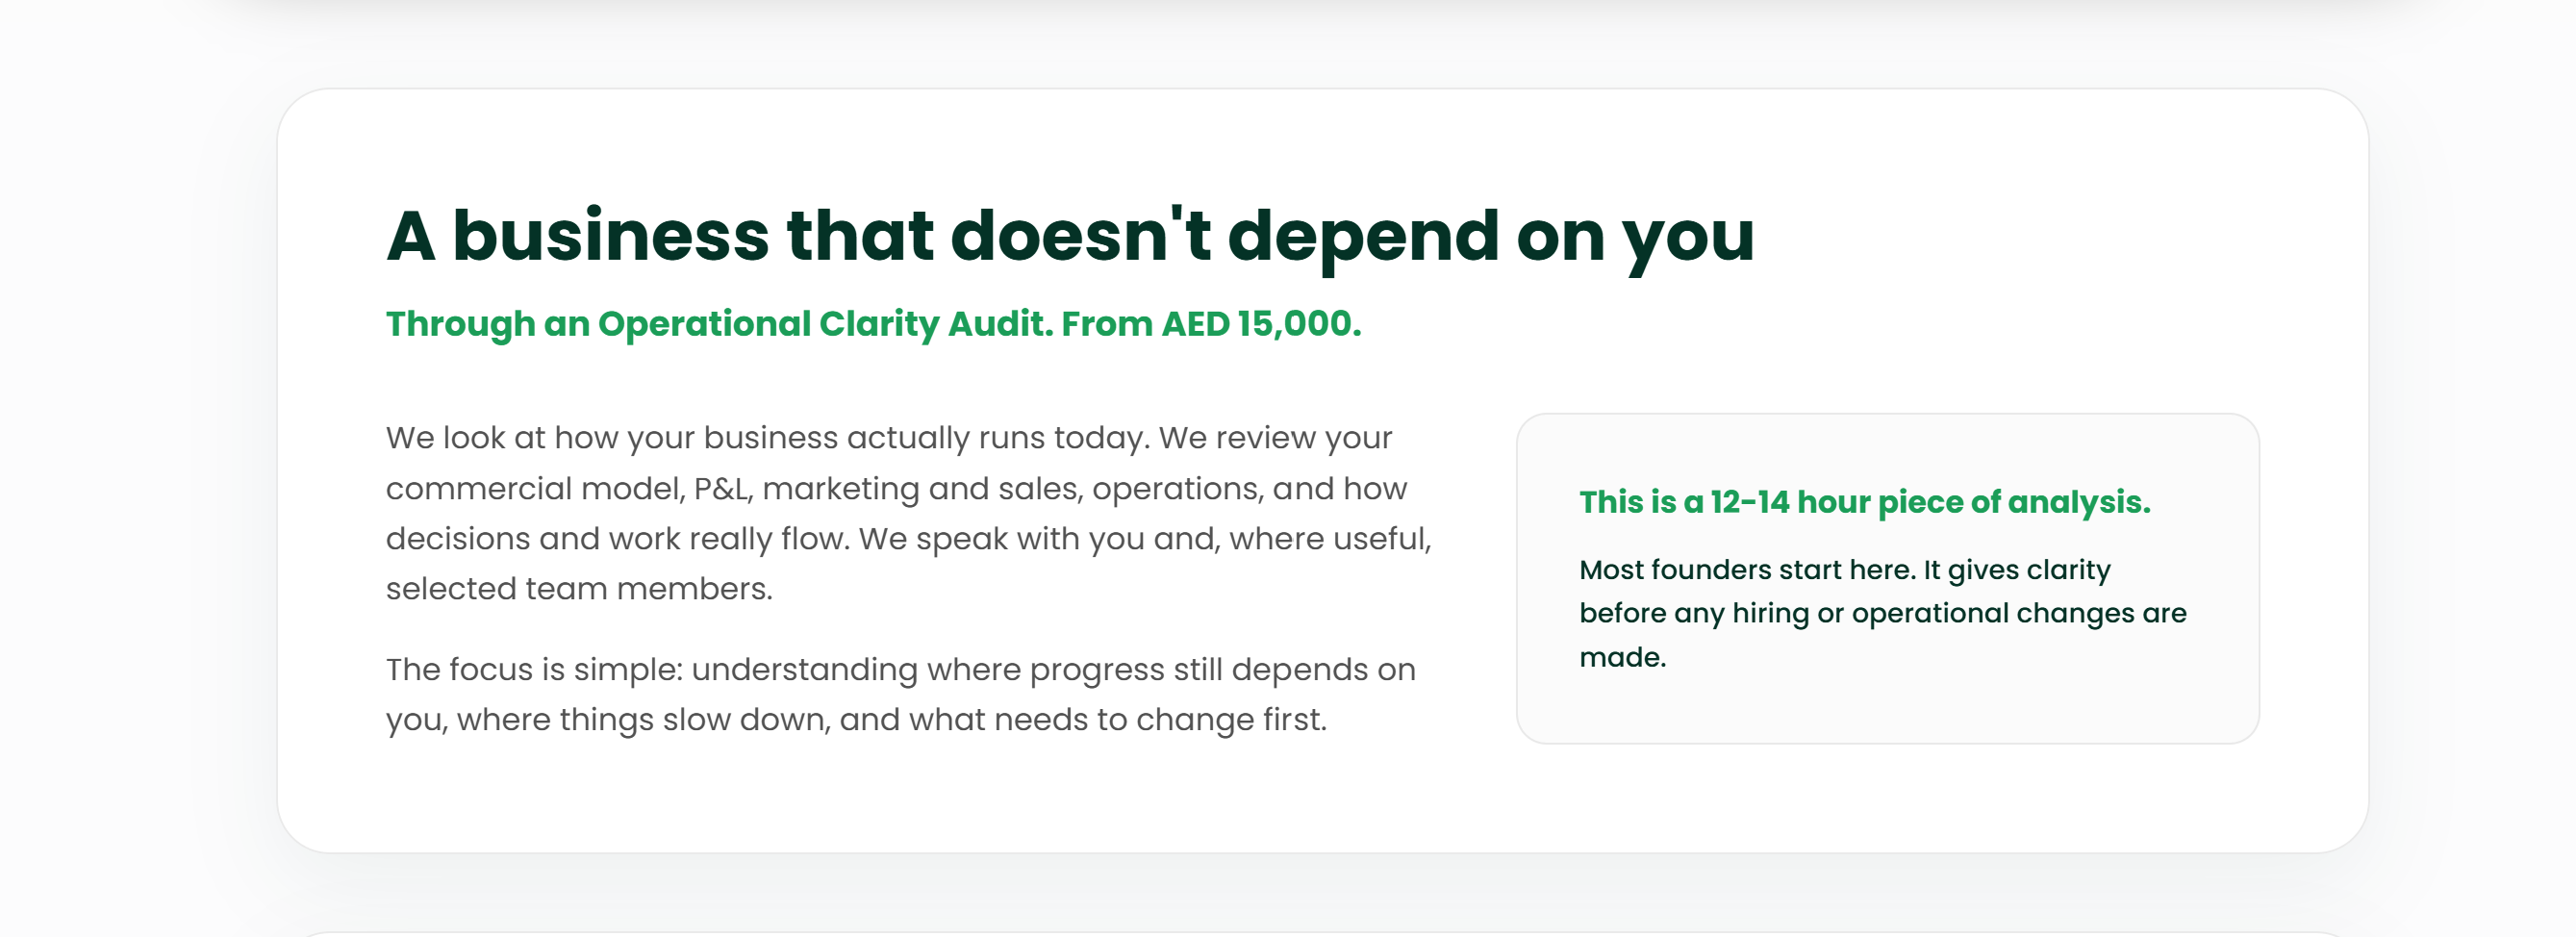 A business that doesn't depend on you
Through an Operational Clarity Audit. From AED 15,000.
We look at how your business actually runs today. We review your
commercial model, P&L, marketing and sales, operations, and how
decisions and work really flow. We speak with you and, where useful,
selected team members.
The focus is simple: understanding where progress still depends on
you, where things slow down, and what needs to change first.
This is a 12-14 hour piece of analysis.
Most founders start here. It gives clarity
before any hiring or operational changes are
made.